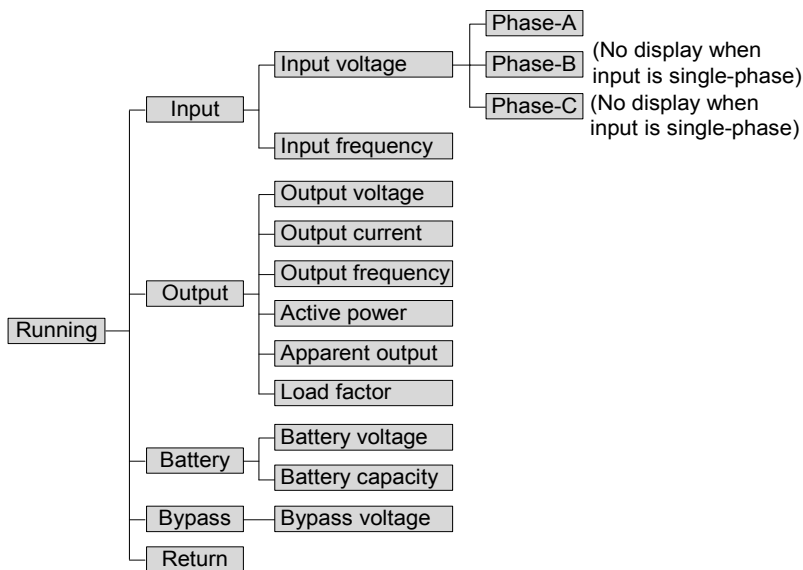 Phase-A
Input voltage
Phase-B
(No display when
input is single-phase)
Input
Phase-C
(No display when
input is single-phase)
Input frequency
Output voltage
Output current
Output frequency
Output
Active power
Running
Apparent output
Load factor
Battery voltage
Battery
Battery capacity
Bypass
Bypass voltage
Return